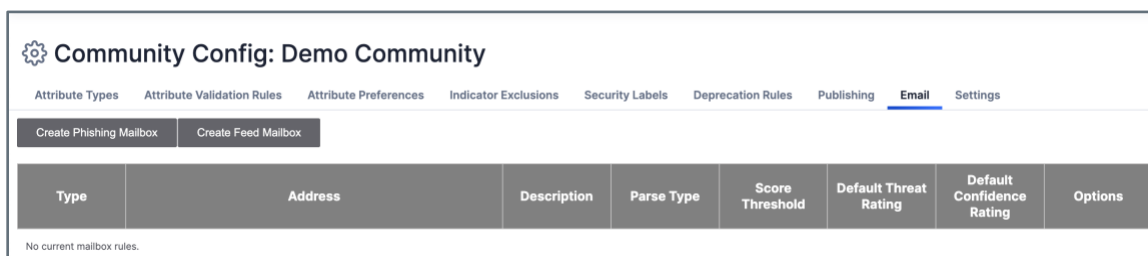 Community Config: Demo Community
Attribute Types Attribute Validation Rules Attribute Preferences Indicator Exclusions Security Labels Deprecation Rules Publishing Email Settings
Create Phishing Mailbox Create Feed Mailbox
Type Address Description Parse Type Score Threshold Default Threat Rating Default Confidence Rating Options
No current mailbox rules.